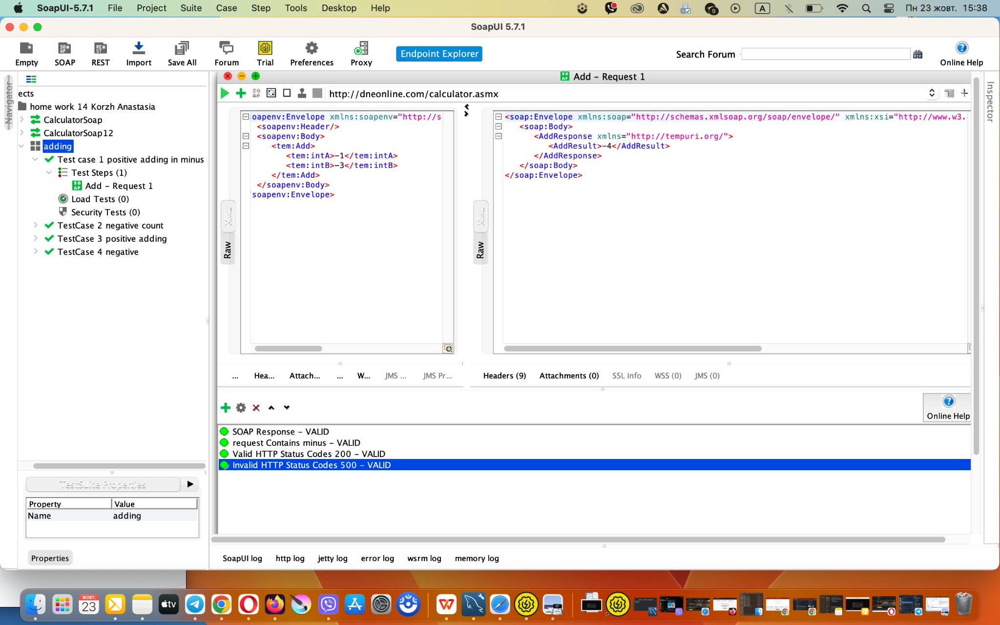 SoapUI-5.7.1 File Project Suite Case Step Tools Desktop Help 9 A Пн 23 жовт. 15:38
SoapUI 5.7.1
Empty SOAP REST Import Save All Forum Trial Preferences Proxy Endpoint Explorer Search Forum Online Help
Navigator
ects
home work 14 Korzh Anastasia
CalculatorSoap
CalculatorSoap12
adding
Test case 1 positive adding in minus
Test Steps (1)
Add - Request 1
Load Tests (0)
Security Tests (0)
TestCase 2 negative count
TestCase 3 positive adding
TestCase 4 negative
TestSuite Properties
Property Value
Name adding
Properties
Add - Request 1
http://dneonline.com/calculator.asmx
XML
Raw
soapenv:Envelope xmlns:soapenv="http://s
<soapenv:Header/>
<soapenv:Body>
<tem:Add>
<tem:intA>-1</tem:intA>
<tem:intB>-3</tem:intB>
</tem:Add>
</soapenv:Body>
soapenv:Envelope>
XML
Raw
<soap:Envelope xmlns:soap="http://schemas.xmlsoap.org/soap/envelope/" xmlns:xsi="http://www.w3.
<soap:Body>
<AddResponse xmlns="http://tempuri.org/">
<AddResult>-4</AddResult>
</AddResponse>
</soap:Body>
</soap:Envelope>
... Hea... Attach... ... W... JMS ... JMS Pr...
Headers (9) Attachments (0) SSL Info WSS (0) JMS (0)
Online Help
SOAP Response - VALID
request Contains minus - VALID
Valid HTTP Status Codes 200 - VALID
Invalid HTTP Status Codes 500 - VALID
SoapUI log http log jetty log error log wsrm log memory log
Inspector
ЖОВТ.
23
tv